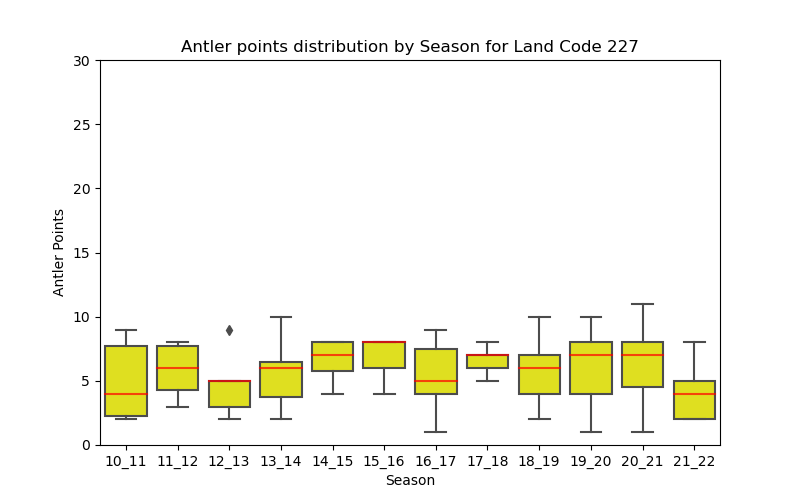 Antler points distribution by Season for Land Code 227
30
25
20
15
10
5
0
Antler Points
10_11 11_12 12_13 13_14 14_15 15_16 16_17 17_18 18_19 19_20 20_21 21_22
Season